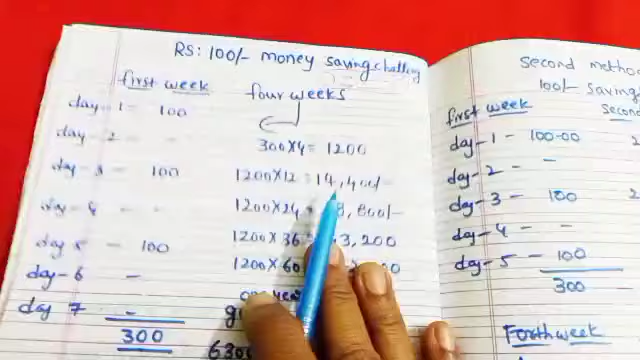 RS: 100/- money saving challeng
first week
day-1 = 100
day-2 = -
day-3 = 100
day-4 -
day-5 - 100
day-6 -
day 7 -
300
four weeks
300×4 = 1200
1200×12 = 14,400/-
1200×24
1200×36 3,200
1200×60
year
630
second metho
100/- saving
first week
secon
day-1 - 100-00
day-2 - -
day-3 - 100
day-4 - -
day-5 - 100
300
Forthweek